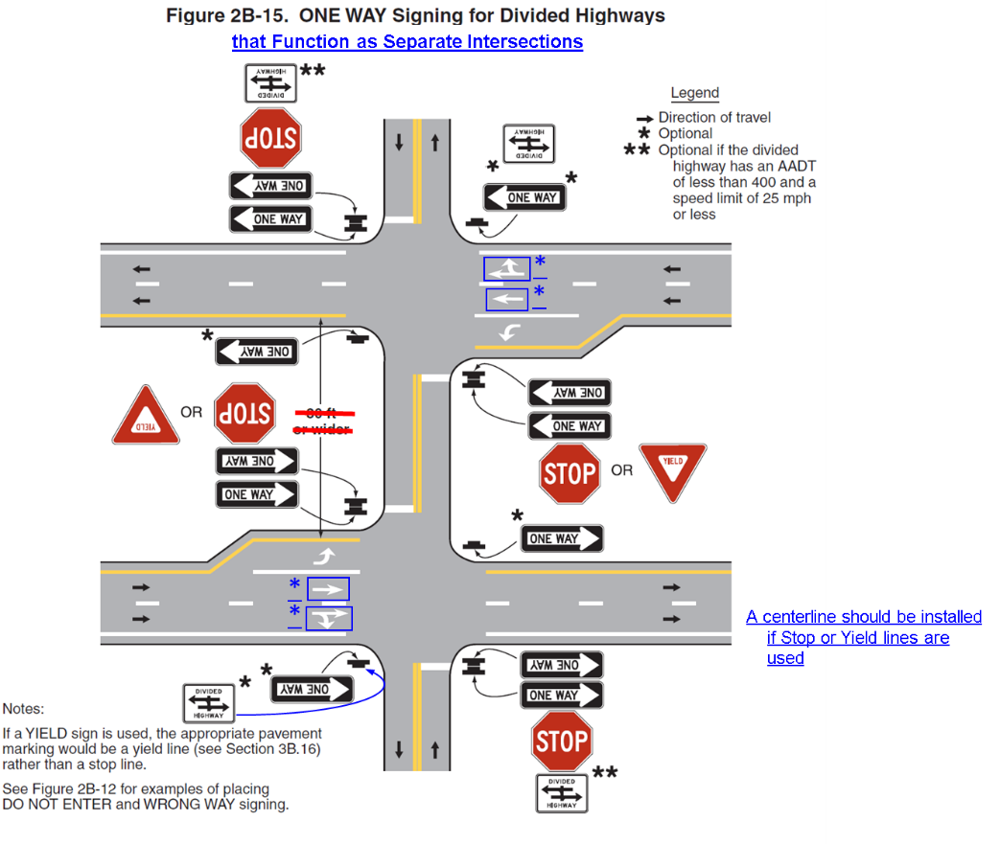 Figure 2B-15.  ONE WAY Signing for Divided Highways
that Function as Separate Intersections
DIVIDED
HIGHWAY
**
STOP
ONE WAY
ONE WAY
DIVIDED
HIGHWAY
*
*
ONE WAY
Legend
Direction of travel
* Optional
** Optional if the divided
highway has an AADT
of less than 400 and a
speed limit of 25 mph
or less
*
*
*
ONE WAY
YIELD
OR
STOP
80 ft
or wider
ONE WAY
ONE WAY
ONE WAY
ONE WAY
STOP
OR
YIELD
*
ONE WAY
*
*
A centerline should be installed
if Stop or Yield lines are
used
DIVIDED
HIGHWAY
*
*
ONE WAY
ONE WAY
ONE WAY
STOP
**
DIVIDED
HIGHWAY
Notes:
If a YIELD sign is used, the appropriate pavement
marking would be a yield line (see Section 3B.16)
rather than a stop line.
See Figure 2B-12 for examples of placing
DO NOT ENTER and WRONG WAY signing.